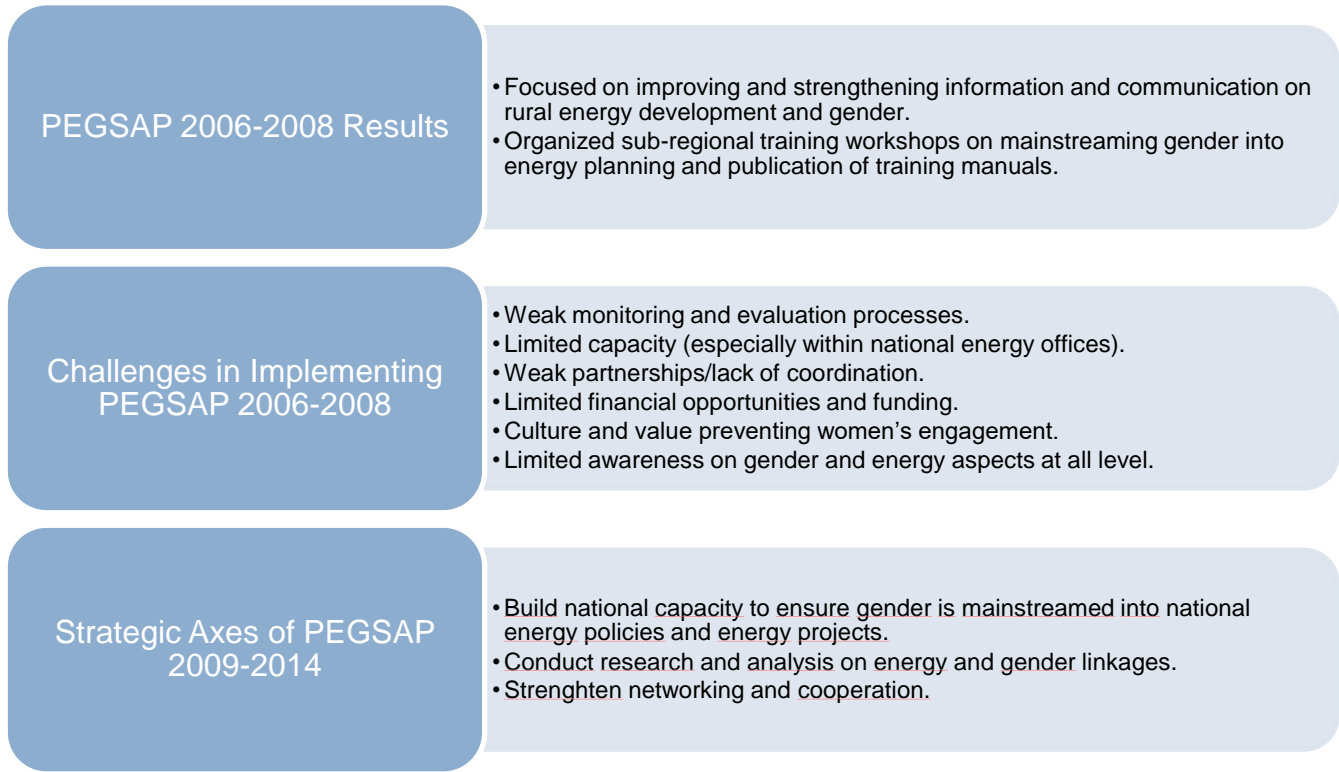 PEGSAP 2006-2008 Results
•Focused on improving and strengthening information and communication on
rural energy development and gender.
•Organized sub-regional training workshops on mainstreaming gender into
energy planning and publication of training manuals.
Challenges in Implementing
PEGSAP 2006-2008
•Weak monitoring and evaluation processes.
•Limited capacity (especially within national energy offices).
•Weak partnerships/lack of coordination.
•Limited financial opportunities and funding.
•Culture and value preventing women’s engagement.
•Limited awareness on gender and energy aspects at all level.
Strategic Axes of PEGSAP
2009-2014
•Build national capacity to ensure gender is mainstreamed into national
energy policies and energy projects.
•Conduct research and analysis on energy and gender linkages.
•Strenghten networking and cooperation.